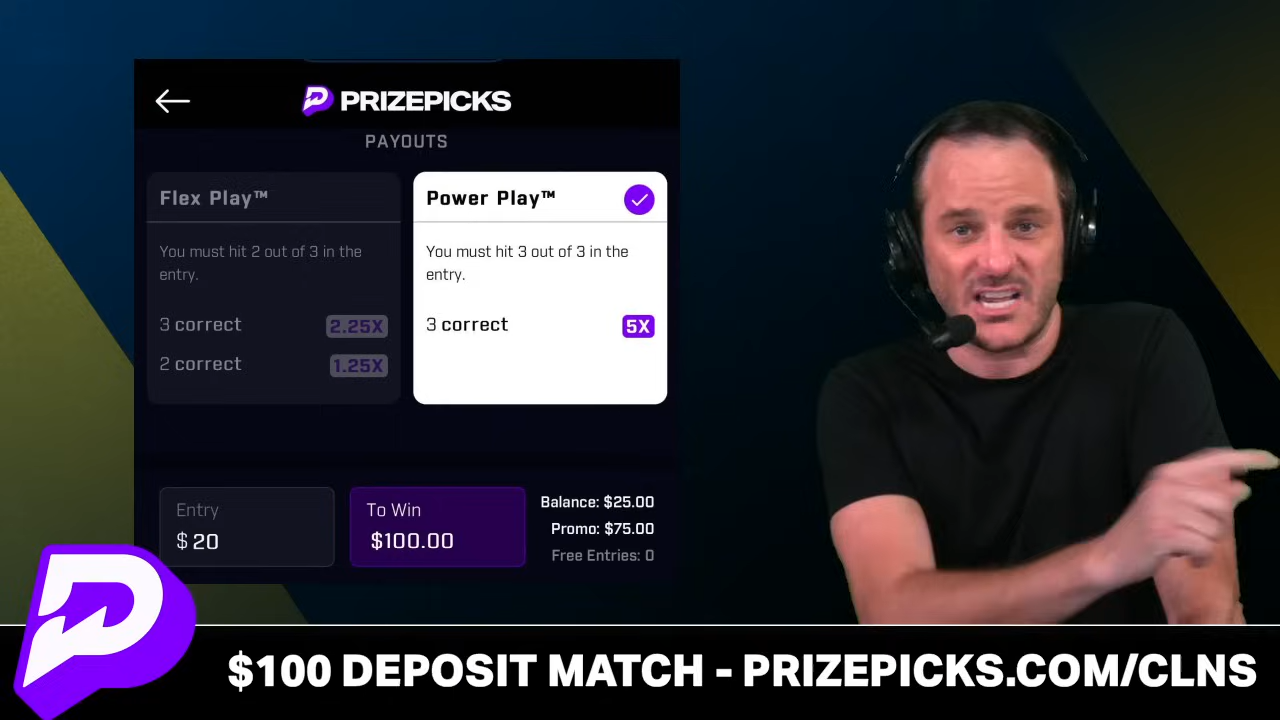 PRIZEPICKS
PAYOUTS
Flex Play™
You must hit 2 out of 3 in the
entry.
3 correct 2.25X
2 correct 1.25X
Power Play™
You must hit 3 out of 3 in the
entry.
3 correct 5X
Entry
$ 20
To Win
$100.00
Balance: $25.00
Promo: $75.00
Free Entries: 0
$100 DEPOSIT MATCH - PRIZEPICKS.COM/CLNS